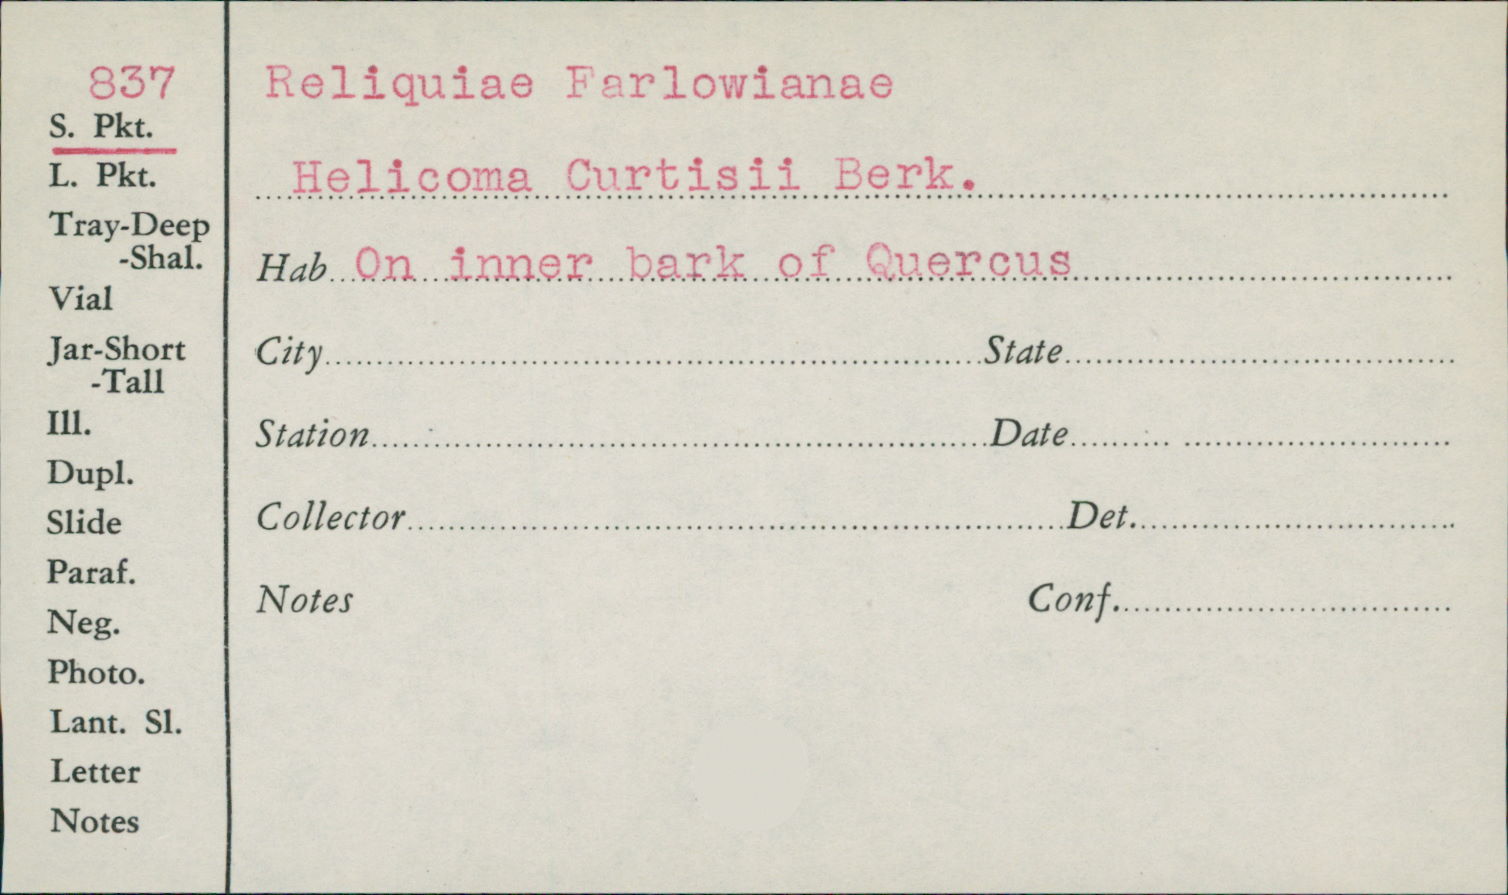 837
S. Pkt.
L. Pkt.
Tray-Deep
-Shal.
Vial
Jar-Short
-Tall
Ill.
Dupl.
Slide
Paraf.
Neg.
Photo.
Lant. Sl.
Letter
Notes
Reliquiae Farlowianae
Helicoma Curtisii Berk.
Hab On inner bark of Quercus
City State
Station Date
Collector Det.
Notes Conf.